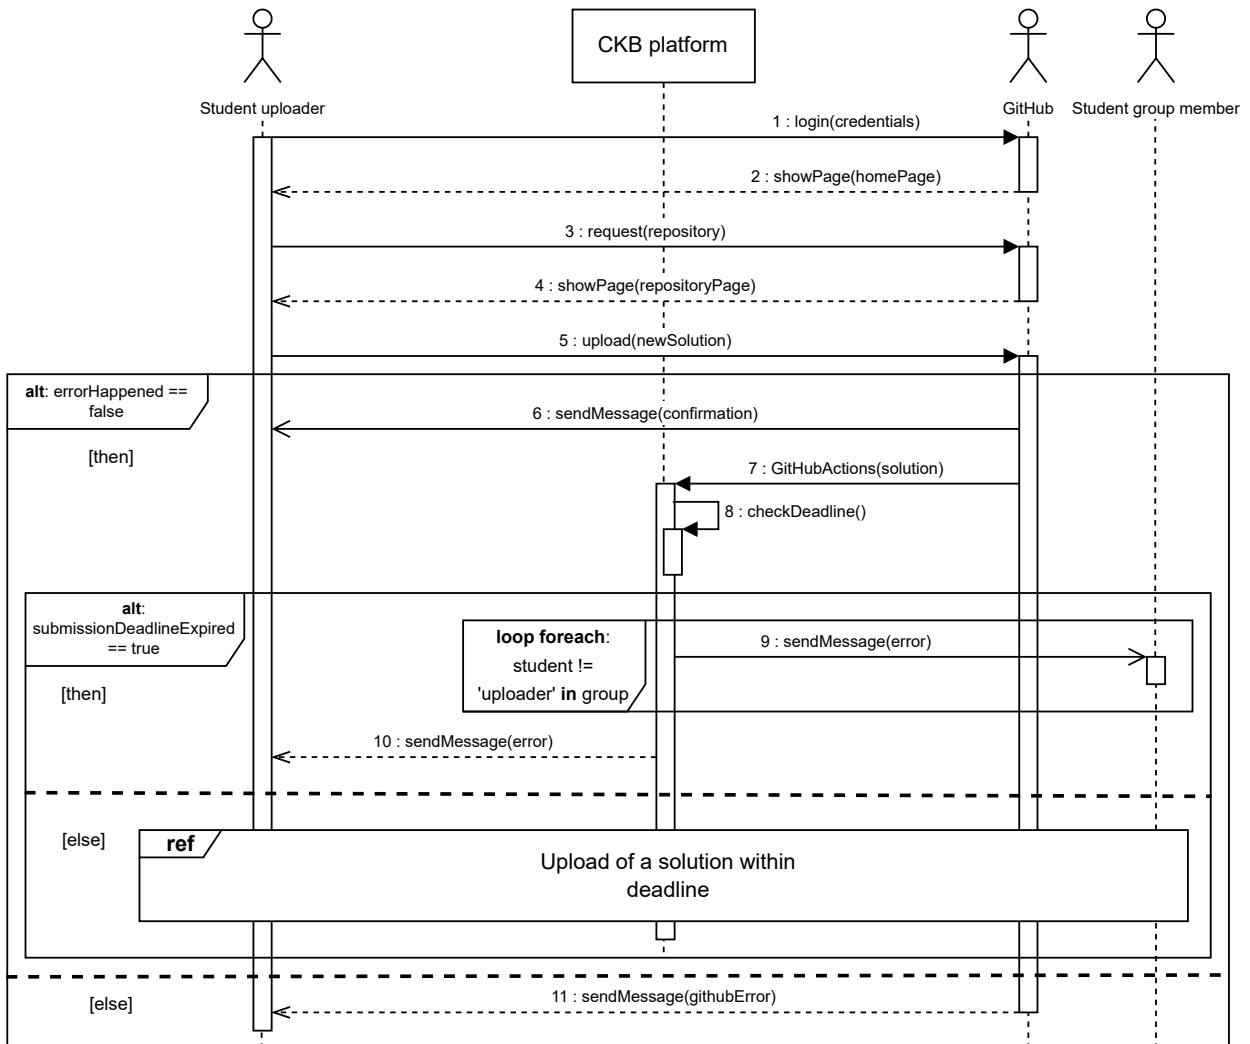 CKB platform
Student uploader
GitHub
Student group member
1 : login(credentials)
2 : showPage(homePage)
3 : request(repository)
4 : showPage(repositoryPage)
5 : upload(newSolution)
alt: errorHappened ==
false
6 : sendMessage(confirmation)
[then]
7 : GitHubActions(solution)
8 : checkDeadline()
alt:
submissionDeadlineExpired
== true
[then]
loop foreach:
student !=
'uploader' in group
9 : sendMessage(error)
10 : sendMessage(error)
[else]
ref
Upload of a solution within
deadline
[else]
11 : sendMessage(githubError)